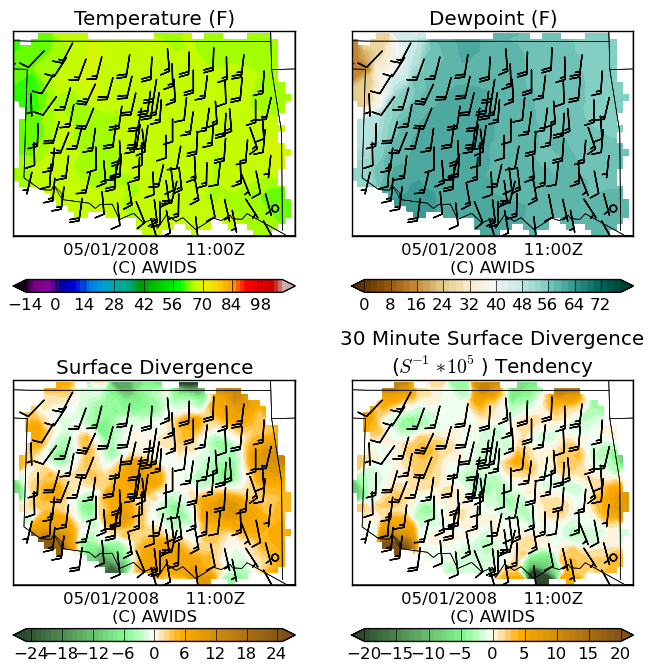 Temperature (F)
Dewpoint (F)
05/01/2008 11:00Z
(C) AWIDS
05/01/2008 11:00Z
(C) AWIDS
−14 0 14 28 42 56 70 84 98
0 8 16 24 32 40 48 56 64 72
Surface Divergence
30 Minute Surface Divergence
(S⁻¹ *10⁵ ) Tendency
05/01/2008 11:00Z
(C) AWIDS
05/01/2008 11:00Z
(C) AWIDS
−24 −18 −12 −6 0 6 12 18 24
−20 −15 −10 −5 0 5 10 15 20